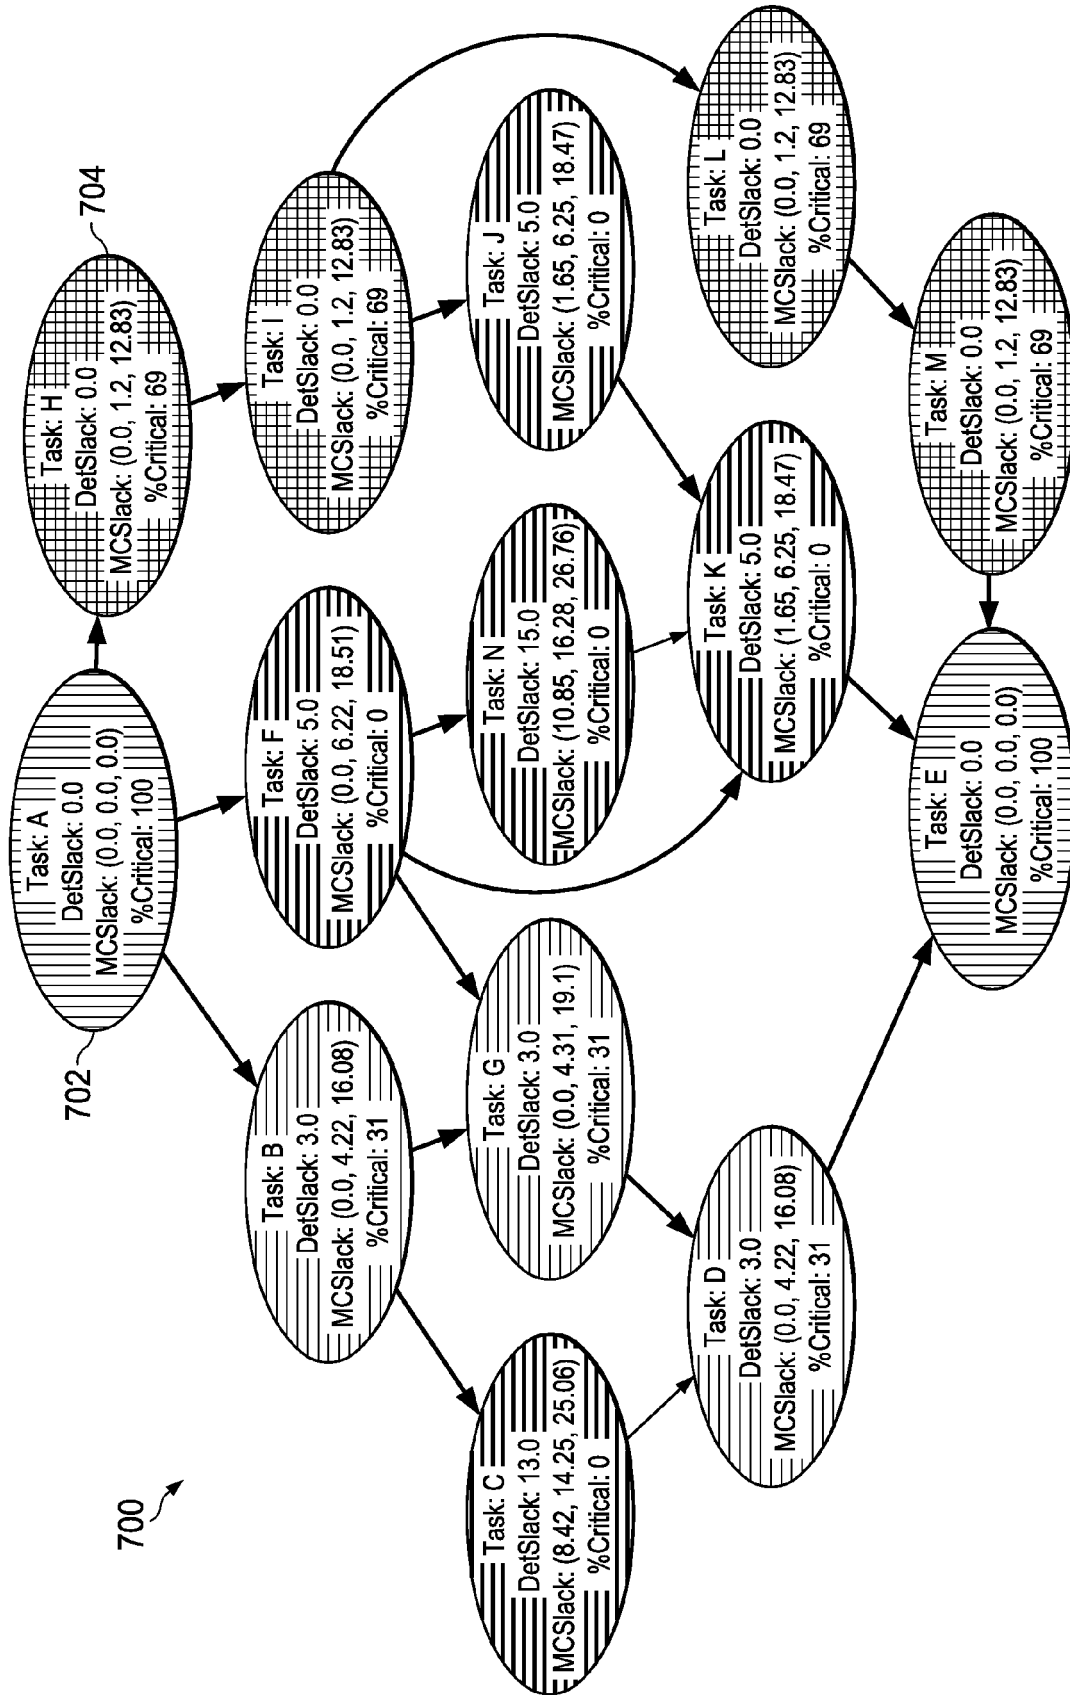 700
702
Task: A
DetSlack: 0.0
MCSlack: (0.0, 0.0, 0.0)
%Critical: 100
704
Task: H
DetSlack: 0.0
MCSlack: (0.0, 1.2, 12.83)
%Critical: 69
Task: B
DetSlack: 3.0
MCSlack: (0.0, 4.22, 16.08)
%Critical: 31
Task: F
DetSlack: 5.0
MCSlack: (0.0, 6.22, 18.51)
%Critical: 0
Task: I
DetSlack: 0.0
MCSlack: (0.0, 1.2, 12.83)
%Critical: 69
Task: C
DetSlack: 13.0
MCSlack: (8.42, 14.25, 25.06)
%Critical: 0
Task: G
DetSlack: 3.0
MCSlack: (0.0, 4.31, 19.1)
%Critical: 31
Task: N
DetSlack: 15.0
MCSlack: (10.85, 16.28, 26.76)
%Critical: 0
Task: J
DetSlack: 5.0
MCSlack: (1.65, 6.25, 18.47)
%Critical: 0
Task: D
DetSlack: 3.0
MCSlack: (0.0, 4.22, 16.08)
%Critical: 31
Task: K
DetSlack: 5.0
MCSlack: (1.65, 6.25, 18.47)
%Critical: 0
Task: L
DetSlack: 0.0
MCSlack: (0.0, 1.2, 12.83)
%Critical: 69
Task: E
DetSlack: 0.0
MCSlack: (0.0, 0.0, 0.0)
%Critical: 100
Task: M
DetSlack: 0.0
MCSlack: (0.0, 1.2, 12.83)
%Critical: 69